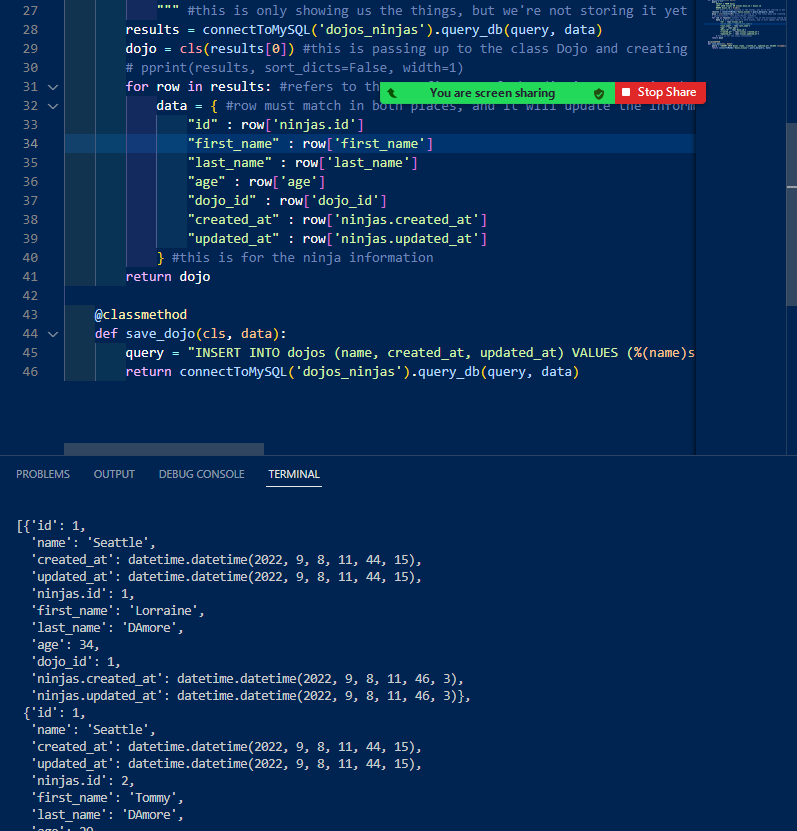 27 """ #this is only showing us the things, but we're not storing it yet
28 results = connectToMySQL('dojos_ninjas').query_db(query, data)
29 dojo = cls(results[0]) #this is passing up to the class Dojo and creating
30 # pprint(results, sort_dicts=False, width=1)
31 for row in results: #refers to th
You are screen sharing Stop Share
32 data = { #row must match in both places, and it will update the inform
33 "id" : row['ninjas.id']
34 "first_name" : row['first_name']
35 "last_name" : row['last_name']
36 "age" : row['age']
37 "dojo_id" : row['dojo_id']
38 "created_at" : row['ninjas.created_at']
39 "updated_at" : row['ninjas.updated_at']
40 } #this is for the ninja information
41 return dojo
42
43 @classmethod
44 def save_dojo(cls, data):
45 query = "INSERT INTO dojos (name, created_at, updated_at) VALUES (%(name)s
46 return connectToMySQL('dojos_ninjas').query_db(query, data)
PROBLEMS OUTPUT DEBUG CONSOLE TERMINAL
[{'id': 1,
'name': 'Seattle',
'created_at': datetime.datetime(2022, 9, 8, 11, 44, 15),
'updated_at': datetime.datetime(2022, 9, 8, 11, 44, 15),
'ninjas.id': 1,
'first_name': 'Lorraine',
'last_name': 'DAmore',
'age': 34,
'dojo_id': 1,
'ninjas.created_at': datetime.datetime(2022, 9, 8, 11, 46, 3),
'ninjas.updated_at': datetime.datetime(2022, 9, 8, 11, 46, 3)},
{'id': 1,
'name': 'Seattle',
'created_at': datetime.datetime(2022, 9, 8, 11, 44, 15),
'updated_at': datetime.datetime(2022, 9, 8, 11, 44, 15),
'ninjas.id': 2,
'first_name': 'Tommy',
'last_name': 'DAmore',